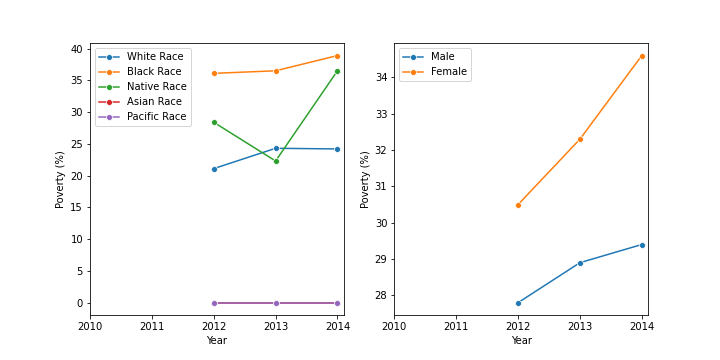 White Race
Black Race
Native Race
Asian Race
Pacific Race
40
35
30
25
20
15
10
5
0
Poverty (%)
2010 2011 2012 2013 2014
Year
Male
Female
34
33
32
31
30
29
28
Poverty (%)
2010 2011 2012 2013 2014
Year